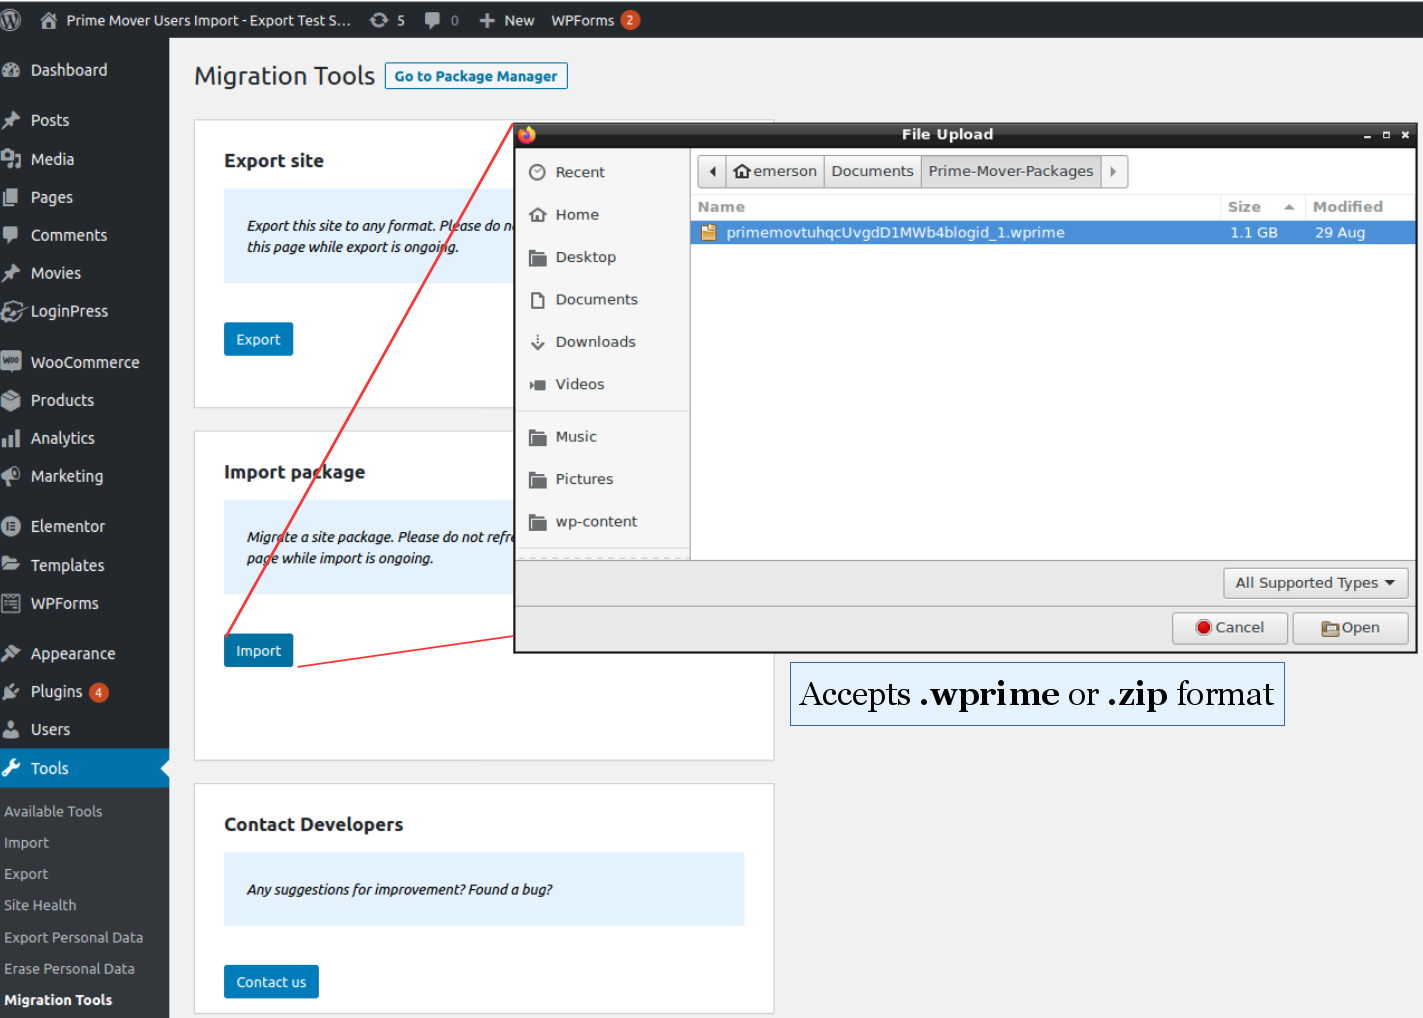 Prime Mover Users Import - Export Test S... 5 0 New WPForms 2
Dashboard
Posts
Media
Pages
Comments
Movies
LoginPress
WooCommerce
Products
Analytics
Marketing
Elementor
Templates
WPForms
Appearance
Plugins 4
Users
Tools
Available Tools
Import
Export
Site Health
Export Personal Data
Erase Personal Data
Migration Tools
Migration Tools Go to Package Manager
Export site
Export this site to any format. Please do
this page while export is ongoing.
Export
Import package
Migrate a site package. Please do not
page while import is ongoing.
Import
Contact Developers
Any suggestions for improvement? Found a bug?
Contact us
File Upload
Recent
Home
Desktop
Documents
Downloads
Videos
Music
Pictures
wp-content
emerson Documents Prime-Mover-Packages
Name Size Modified
primemovtuhqcUvgdD1MWb4blogid_1.wprime 1.1 GB 29 Aug
All Supported Types
Cancel Open
Accepts .wprime or .zip format